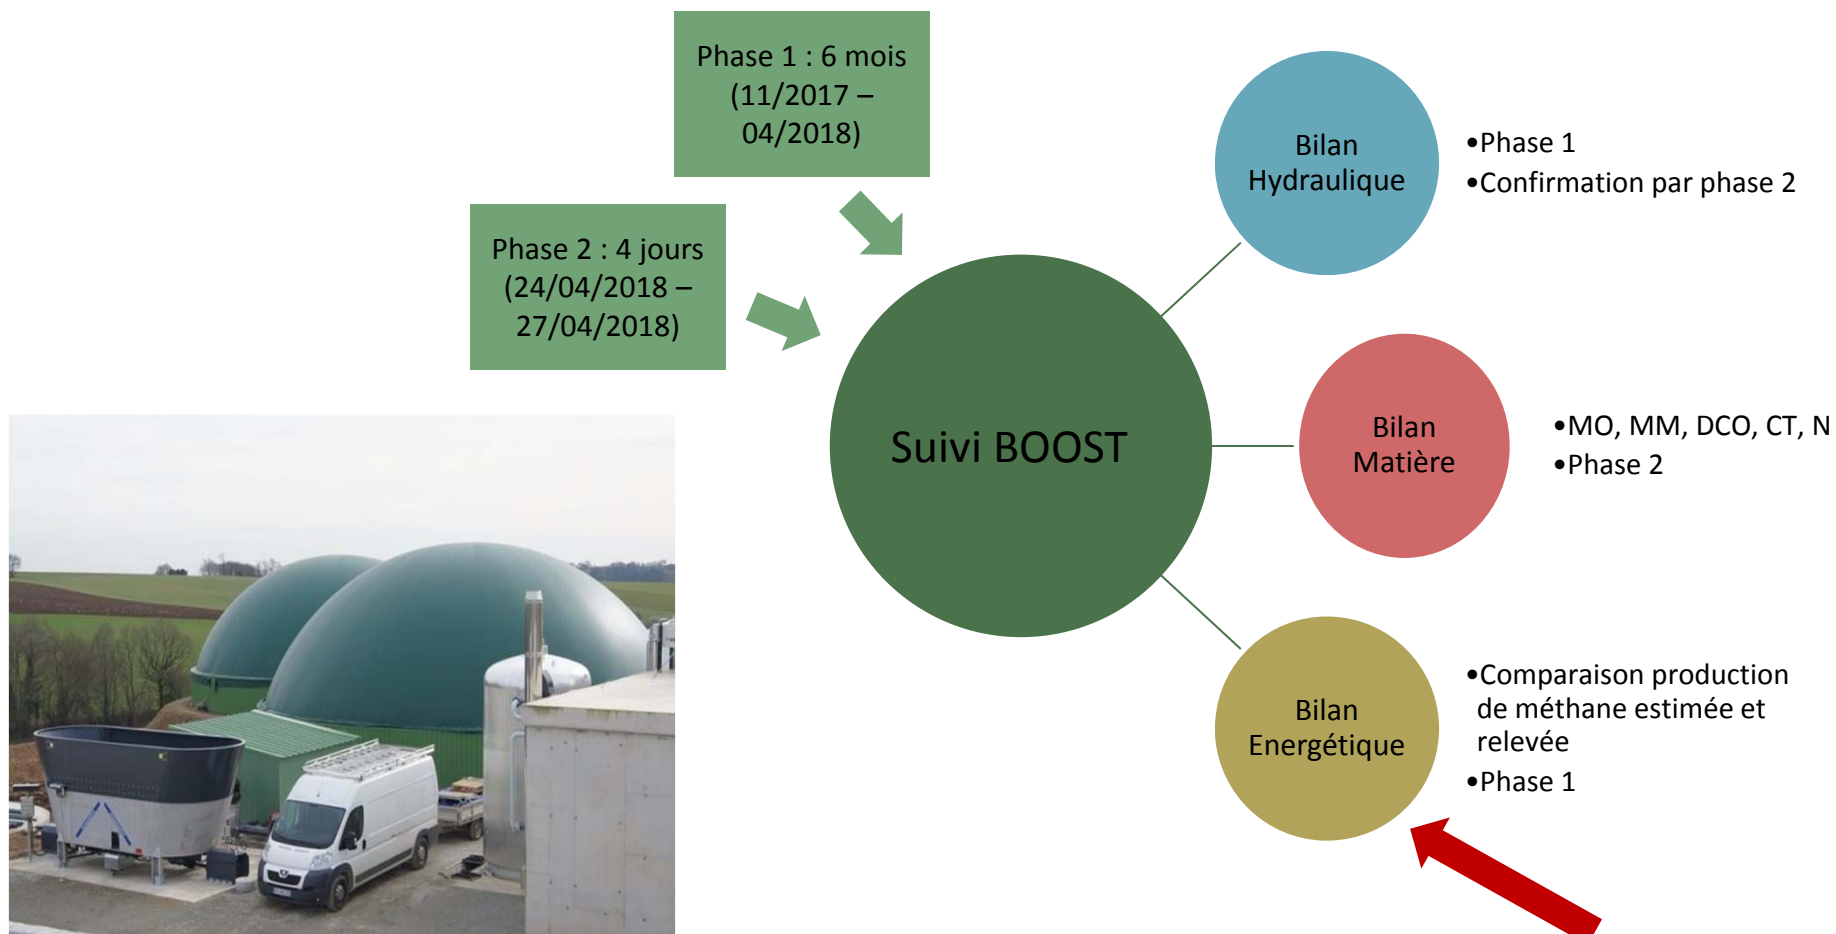 Phase 1 : 6 mois
(11/2017 –
04/2018)
Phase 2 : 4 jours
(24/04/2018 –
27/04/2018)
Suivi BOOST
Bilan
Hydraulique
•Phase 1
•Confirmation par phase 2
Bilan
Matière
•MO, MM, DCO, CT, N
•Phase 2
Bilan
Energétique
•Comparaison production
de méthane estimée et
relevée
•Phase 1